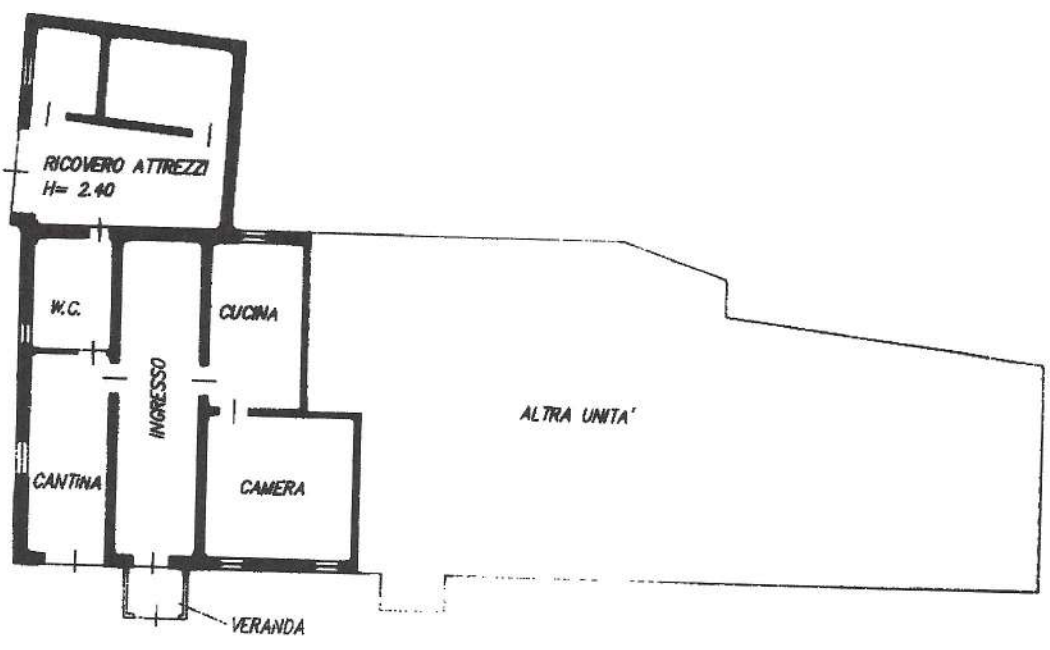 RICOVERO ATTREZZI
H= 2.40
W.C.
CUCINA
INGRESSO
ALTRA UNITA'
CANTINA
CAMERA
VERANDA